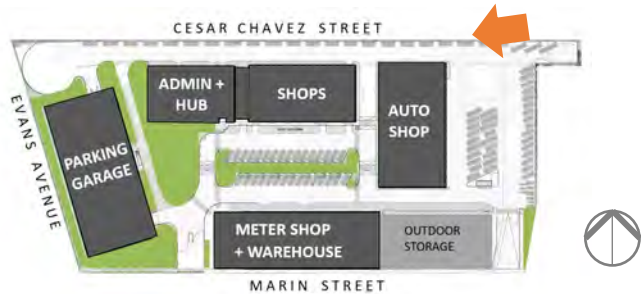 CESAR CHAVEZ STREET
ADMIN +
HUB
SHOPS
AUTO
SHOP
EVANS AVENUE
PARKING
GARAGE
METER SHOP
+ WAREHOUSE
OUTDOOR
STORAGE
MARIN STREET